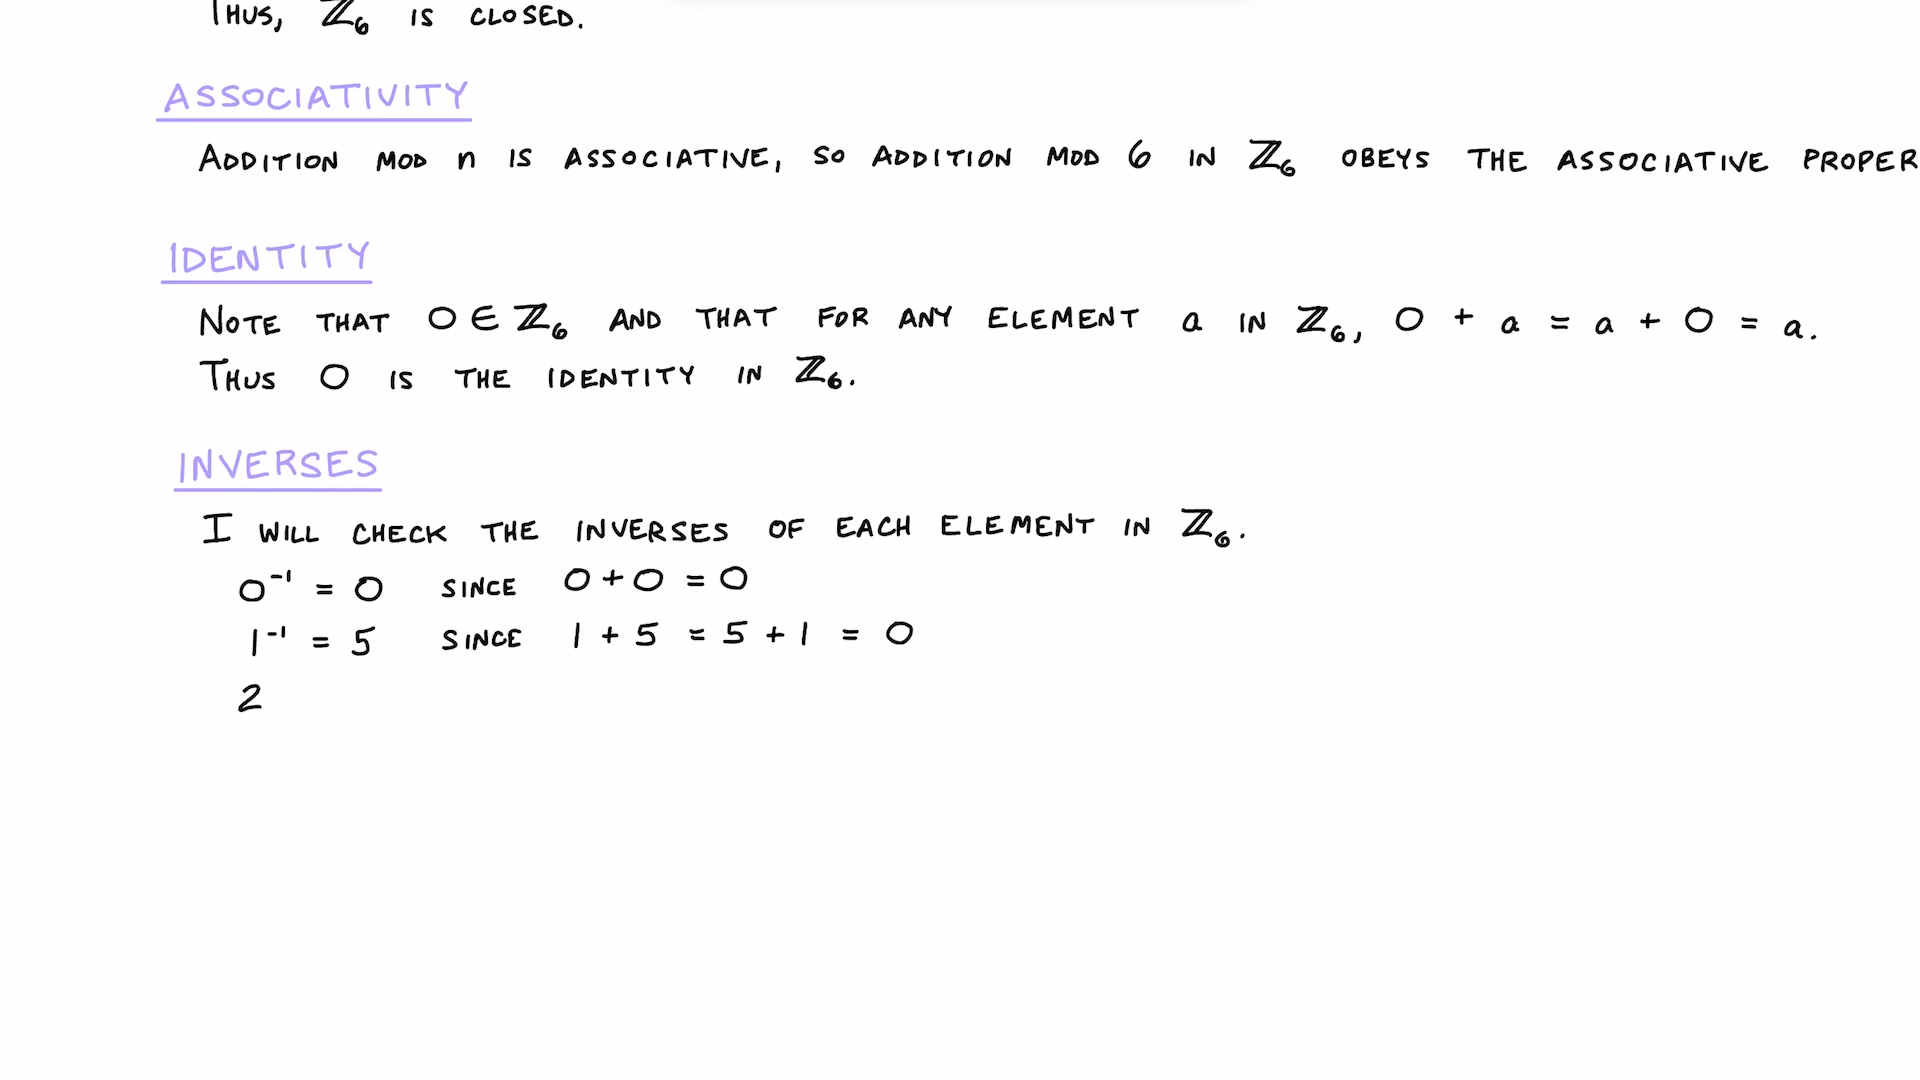 THUS, ℤ₆ IS CLOSED.
ASSOCIATIVITY
ADDITION MOD n IS ASSOCIATIVE, SO ADDITION MOD 6 IN ℤ₆ OBEYS THE ASSOCIATIVE PROPER
IDENTITY
NOTE THAT 0 ∈ ℤ₆ AND THAT FOR ANY ELEMENT a IN ℤ₆, 0 + a = a + 0 = a.
THUS 0 IS THE IDENTITY IN ℤ₆.
INVERSES
I WILL CHECK THE INVERSES OF EACH ELEMENT IN ℤ₆.
0⁻¹ = 0 SINCE 0 + 0 = 0
1⁻¹ = 5 SINCE 1 + 5 = 5 + 1 = 0
2